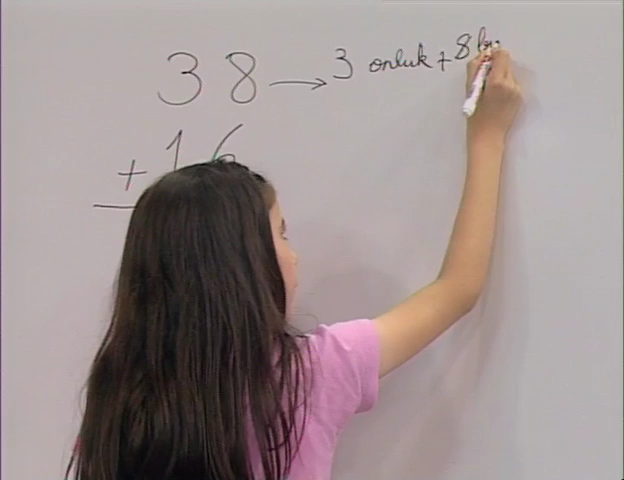 38 → 3 onluk + 8
+ 16